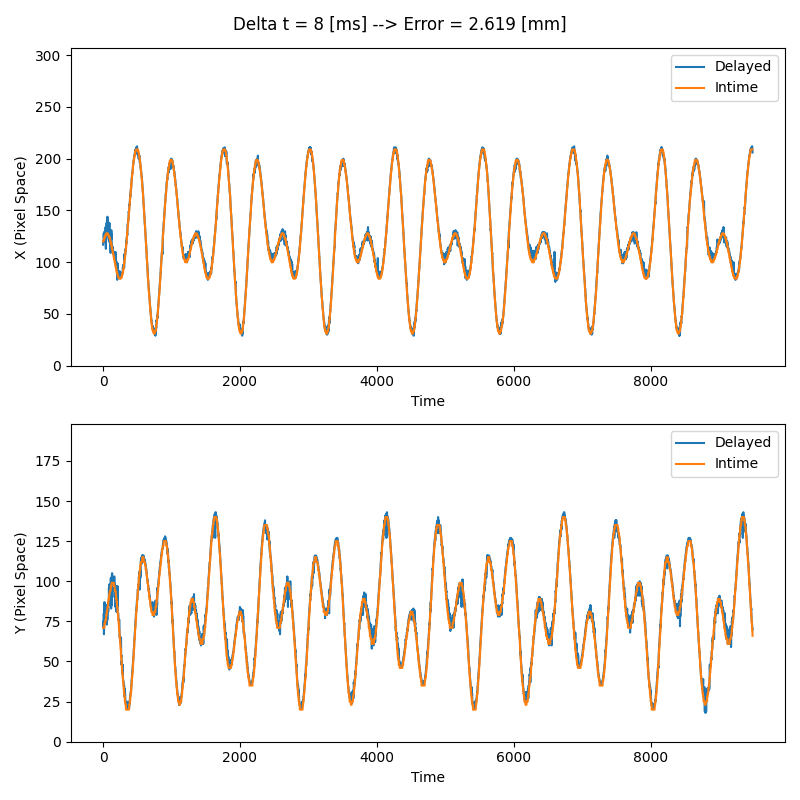 Delta t = 8 [ms] --> Error = 2.619 [mm]
300
250
200
150
100
50
0
X (Pixel Space)
Delayed
Intime
0 2000 4000 6000 8000
Time
175
150
125
100
75
50
25
0
Y (Pixel Space)
Delayed
Intime
0 2000 4000 6000 8000
Time